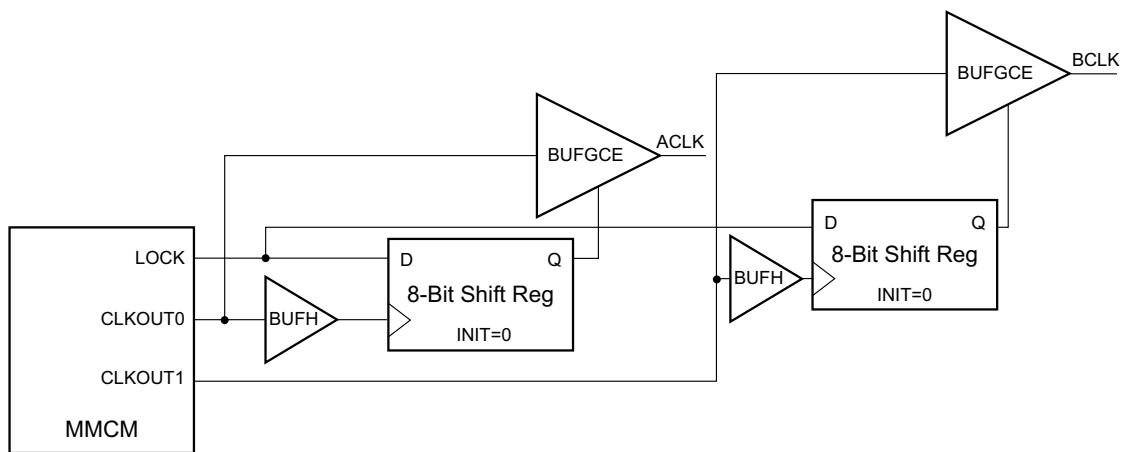 BCLK
BUFGCE
ACLK
BUFGCE
D Q
8-Bit Shift Reg
INIT=0
LOCK
D Q
8-Bit Shift Reg
INIT=0
BUFH
BUFH
CLKOUT0
CLKOUT1
MMCM